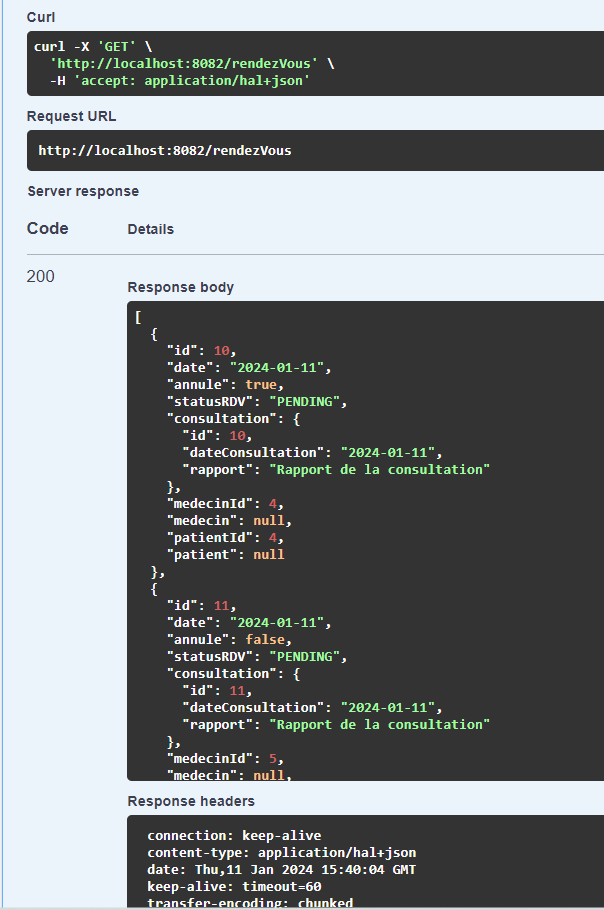 Curl
curl -X 'GET' \
'http://localhost:8082/rendezVous' \
-H 'accept: application/hal+json'
Request URL
http://localhost:8082/rendezVous
Server response
Code Details
200
Response body
[
{
"id": 10,
"date": "2024-01-11",
"annule": true,
"statusRDV": "PENDING",
"consultation": {
"id": 10,
"dateConsultation": "2024-01-11",
"rapport": "Rapport de la consultation"
},
"medecinId": 4,
"medecin": null,
"patientId": 4,
"patient": null
},
{
"id": 11,
"date": "2024-01-11",
"annule": false,
"statusRDV": "PENDING",
"consultation": {
"id": 11,
"dateConsultation": "2024-01-11",
"rapport": "Rapport de la consultation"
},
"medecinId": 5,
"medecin": null,
Response headers
connection: keep-alive
content-type: application/hal+json
date: Thu,11 Jan 2024 15:40:04 GMT
keep-alive: timeout=60
transfer-encoding: chunked